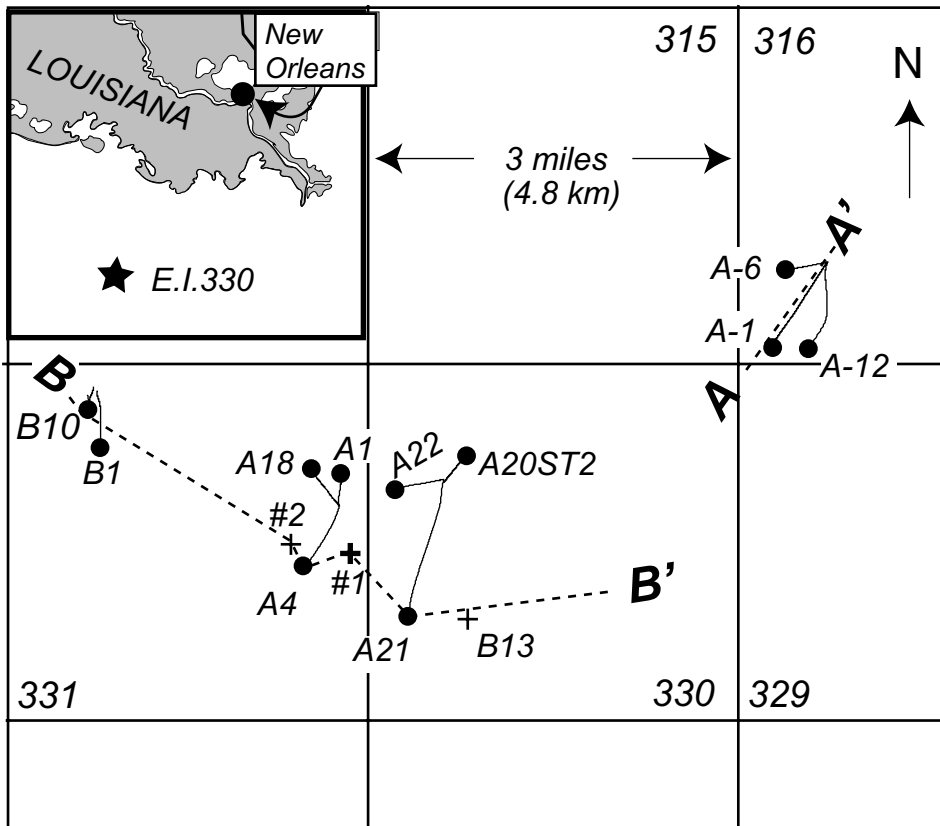 New
Orleans
LOUISIANA
E.I.330
315
316
N
3 miles
(4.8 km)
A'
A-6
A-1
A-12
A
B
B10
B1
A18
A1
A22
A20ST2
#2
#1
A4
A21
B13
B'
331
330
329